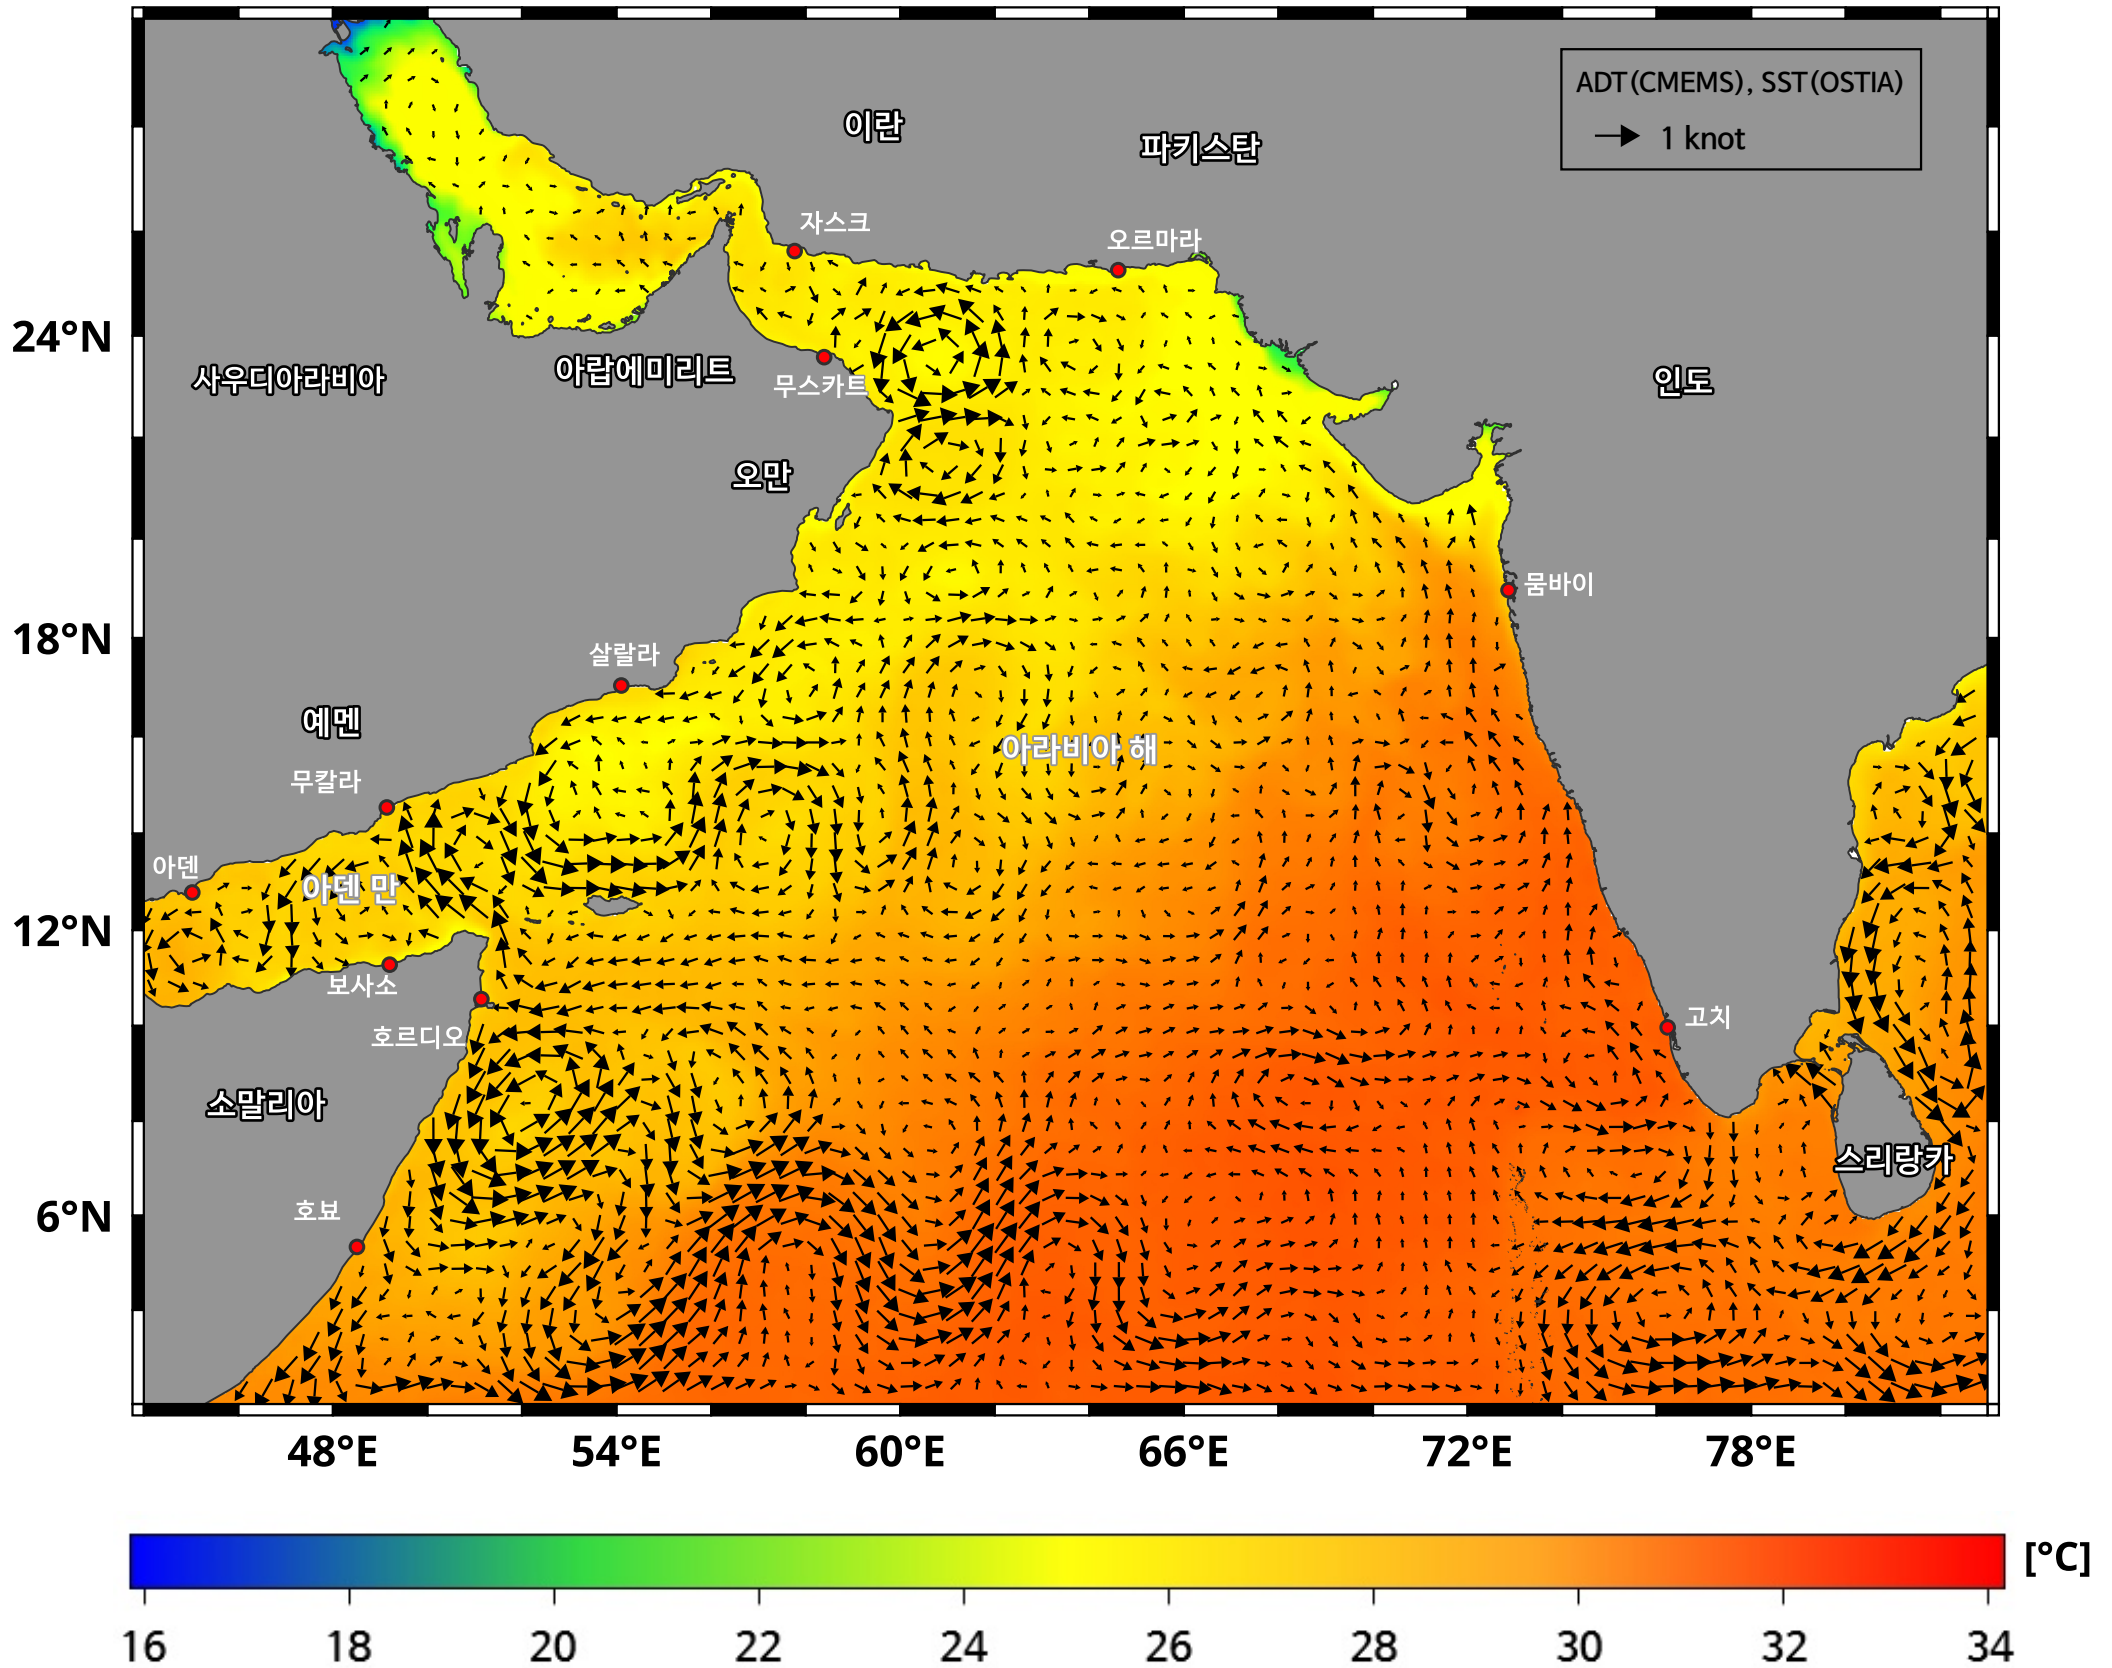 ADT(CMEMS), SST(OSTIA)
1 knot
이란
파키스탄
자스크
오르마라
24°N
사우디아라비아
아랍에미리트
무스카트
인도
오만
뭄바이
18°N
살랄라
예멘
아라비아 해
무칼라
아덴
아덴 만
12°N
보사소
호르디오
고치
소말리아
스리랑카
6°N
호뵤
48°E 54°E 60°E 66°E 72°E 78°E
[°C]
16 18 20 22 24 26 28 30 32 34